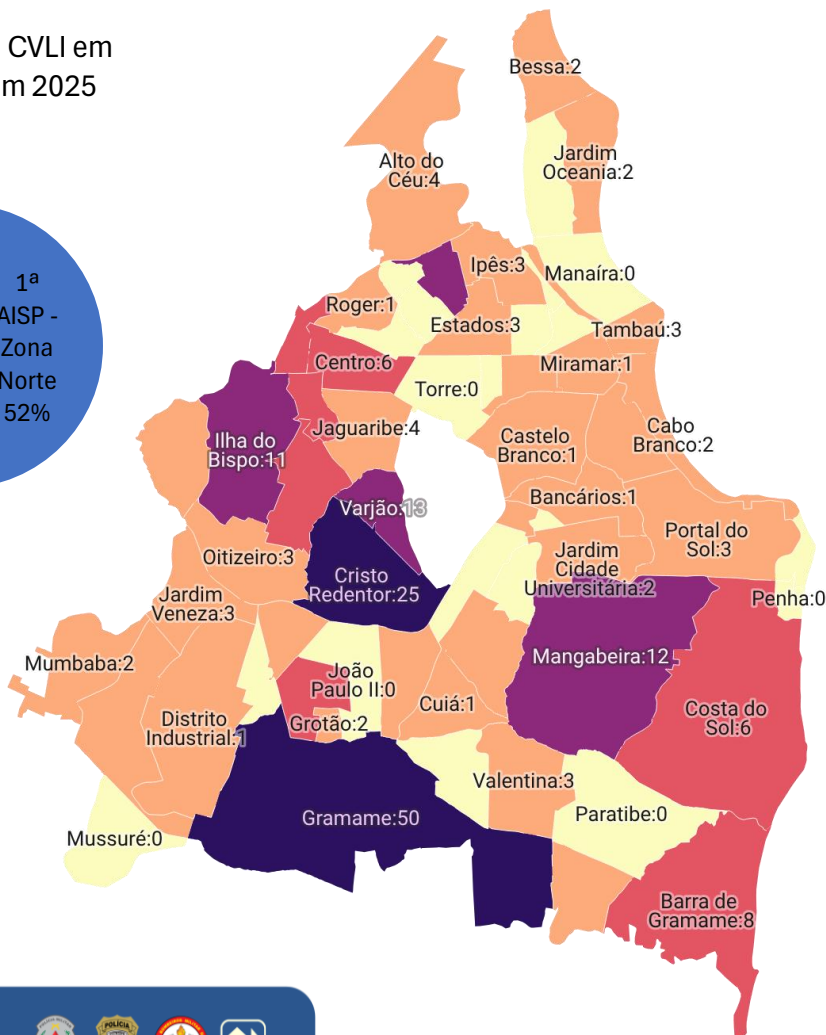 CVLI em
m 2025
1ª
AISP -
Zona
Norte
52%
Bessa:2
Jardim
Oceania:2
Alto do
Céu:4
Ipês:3
Manaíra:0
Roger:1
Estados:3
Tambaú:3
Centro:6
Miramar:1
Torre:0
Jaguaribe:4
Castelo
Branco:1
Cabo
Branco:2
Ilha do
Bispo:11
Bancários:1
Varjão:13
Portal do
Sol:3
Oitizeiro:3
Cristo
Redentor:25
Jardim
Cidade
Universitária:2
Jardim
Veneza:3
Penha:0
Mumbaba:2
João
Paulo II:0
Mangabeira:12
Cuiá:1
Costa do
Sol:6
Distrito
Industrial:1
Grotão:2
Valentina:3
Gramame:50
Paratibe:0
Mussuré:0
Barra de
Gramame:8
POLÍCIA